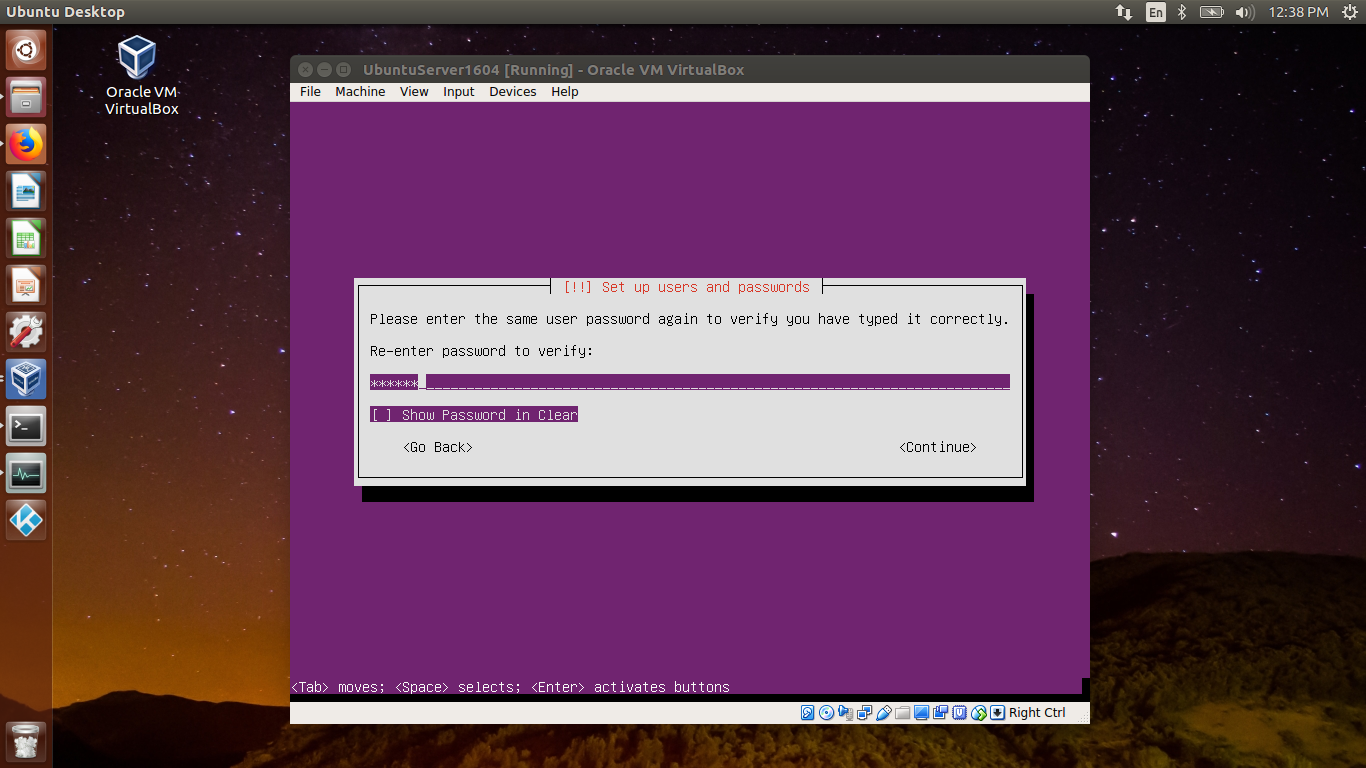 Ubuntu Desktop
En
12:38 PM
Oracle VM
VirtualBox
UbuntuServer1604 [Running] - Oracle VM VirtualBox
File Machine View Input Devices Help
[!!] Set up users and passwords
Please enter the same user password again to verify you have typed it correctly.
Re-enter password to verify:
******
[ ] Show Password in Clear
<Go Back> <Continue>
<Tab> moves; <Space> selects; <Enter> activates buttons
Right Ctrl